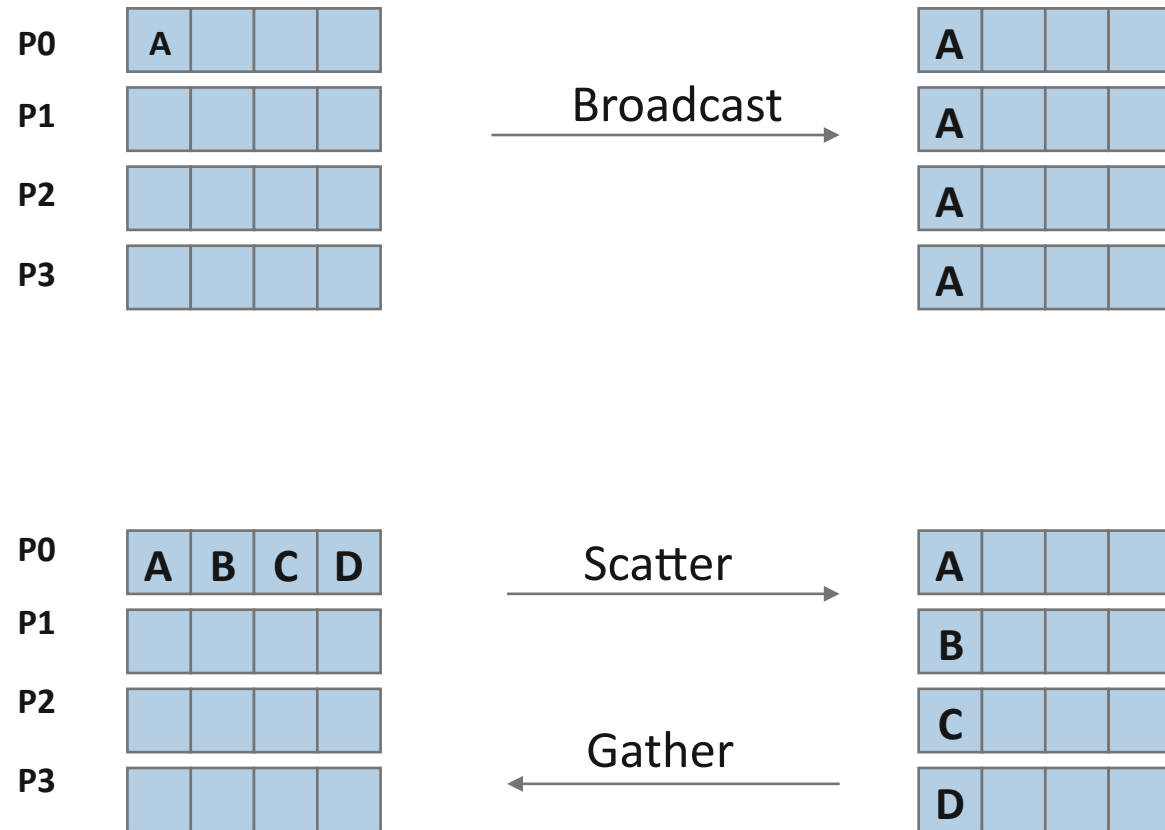 P0 A A
P1 Broadcast A
P2 A
P3 A
P0 A B C D Scatter A
P1 B
P2 C
Gather
P3 D